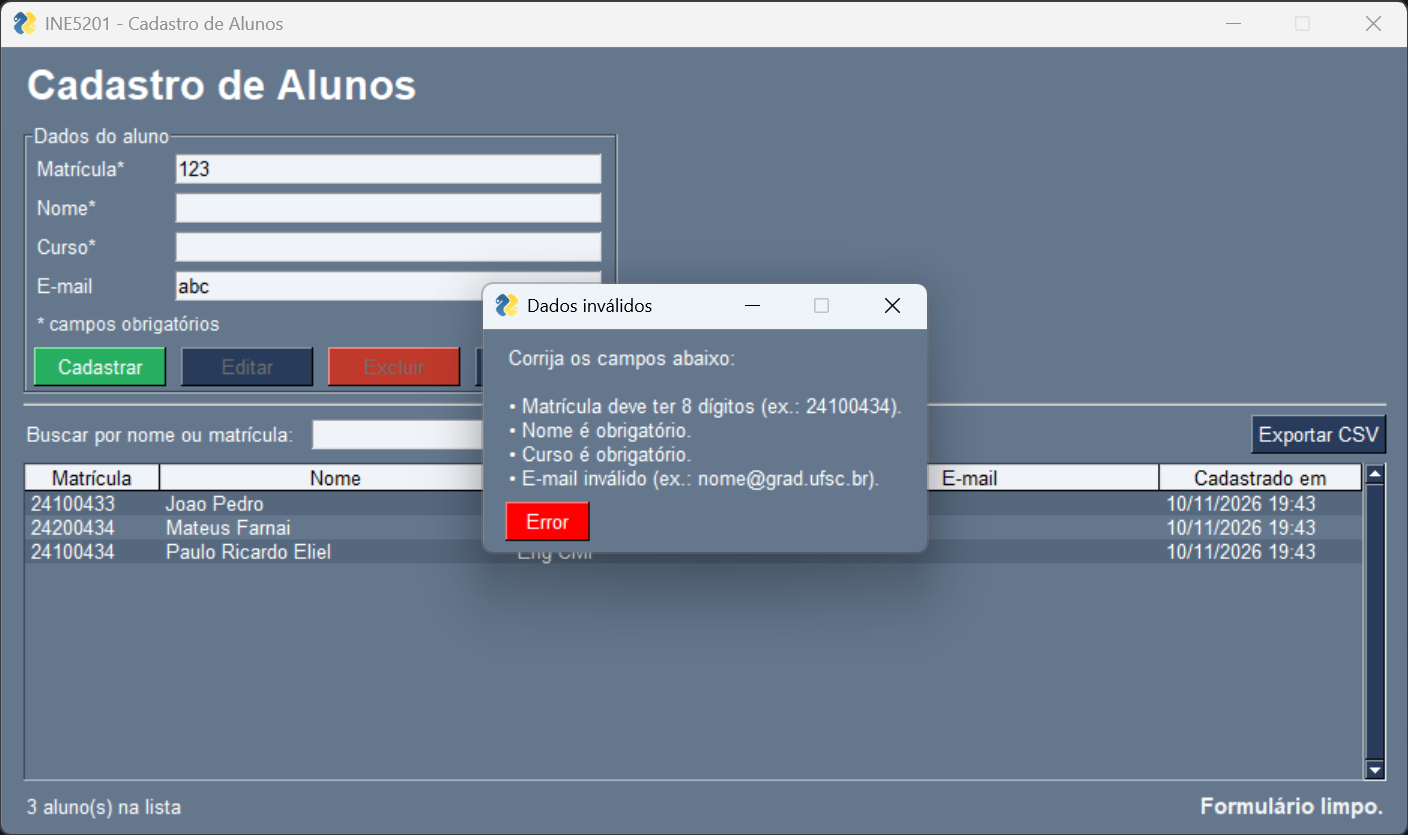 INE5201 - Cadastro de Alunos
Cadastro de Alunos
Dados do aluno
Matrícula* 123
Nome*
Curso*
E-mail abc
* campos obrigatórios
Cadastrar Editar Excluir
Dados inválidos
Corrija os campos abaixo:
• Matrícula deve ter 8 dígitos (ex.: 24100434).
• Nome é obrigatório.
• Curso é obrigatório.
• E-mail inválido (ex.: nome@grad.ufsc.br).
Error
Buscar por nome ou matrícula: Exportar CSV
Matrícula Nome E-mail Cadastrado em
24100433 Joao Pedro 10/11/2026 19:43
24200434 Mateus Farnai 10/11/2026 19:43
24100434 Paulo Ricardo Eliel Eng 10/11/2026 19:43
3 aluno(s) na lista Formulário limpo.